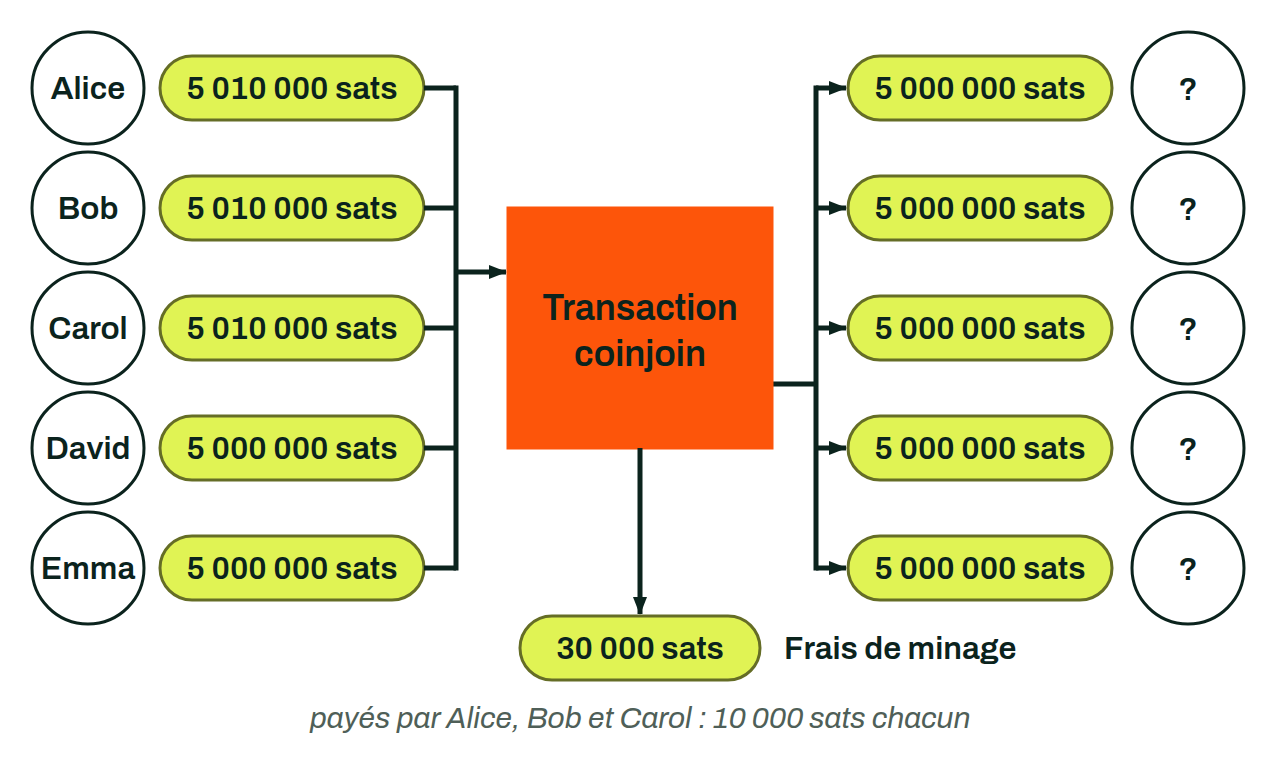 Alice
5 010 000 sats
5 000 000 sats
?
Bob
5 010 000 sats
5 000 000 sats
?
Carol
5 010 000 sats
Transaction
coinjoin
5 000 000 sats
?
David
5 000 000 sats
5 000 000 sats
?
Emma
5 000 000 sats
5 000 000 sats
?
30 000 sats
Frais de minage
payés par Alice, Bob et Carol : 10 000 sats chacun